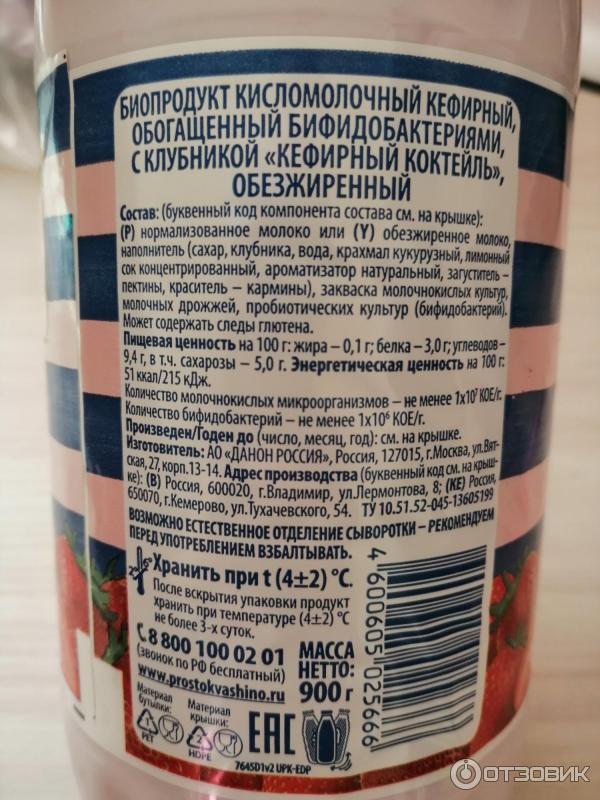 БИОПРОДУКТ КИСЛОМОЛОЧНЫЙ КЕФИРНЫЙ,
ОБОГАЩЕННЫЙ БИФИДОБАКТЕРИЯМИ,
С КЛУБНИКОЙ «КЕФИРНЫЙ КОКТЕЙЛЬ»,
ОБЕЗЖИРЕННЫЙ
Состав: (буквенный код компонента состава см. на крышке):
(P) нормализованное молоко или (Y) обезжиренное молоко,
наполнитель (сахар, клубника, вода, крахмал кукурузный, лимонный
сок концентрированный, ароматизатор натуральный, загуститель –
пектины, краситель – кармины), закваска молочнокислых культур,
молочных дрожжей, пробиотических культур (бифидобактерий).
Может содержать следы глютена.
Пищевая ценность на 100 г: жира – 0,1 г; белка – 3,0 г; углеводов –
9,4 г, в т.ч. сахарозы – 5,0 г. Энергетическая ценность на 100 г:
51 ккал/215 кДж.
Количество молочнокислых микроорганизмов – не менее 1x10⁷ КОЕ/г.
Количество бифидобактерий – не менее 1x10⁶ КОЕ/г.
Произведен/Годен до (число, месяц, год): см. на крышке.
Изготовитель: АО «ДАНОН РОССИЯ», Россия, 127015, г.Москва, ул.Вят-
ская, 27, корп.13-14. Адрес производства (буквенный код см. на крыш-
ке): (B) Россия, 600020, г.Владимир, ул.Лермонтова, 8; (KE) Россия,
650070, г.Кемерово, ул.Тухачевского, 54. ТУ 10.51.52-045-13605199
ВОЗМОЖНО ЕСТЕСТВЕННОЕ ОТДЕЛЕНИЕ СЫВОРОТКИ – РЕКОМЕНДУЕМ
ПЕРЕД УПОТРЕБЛЕНИЕМ ВЗБАЛТЫВАТЬ.
Хранить при t (4±2) °C.
После вскрытия упаковки продукт
хранить при температуре (4±2) °C
не более 3-х суток.
8 800 100 02 01
(звонок по РФ бесплатный)
www.prostokvashino.ru
МАССА
НЕТТО:
900 г
Материал
бутылки:
1
PET
Материал
крышки:
2
HDPE
EAC
7645D1v2 UPK-EDP
4 600605 025666
ОТЗОВИК